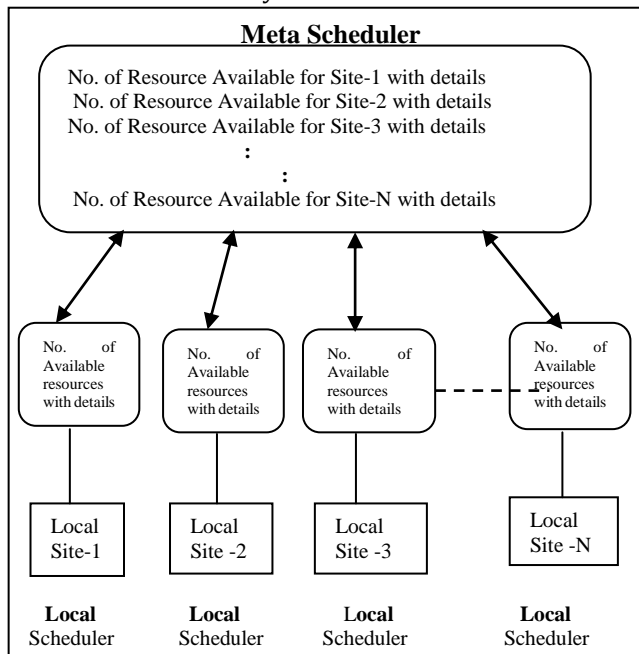 Meta Scheduler
No. of Resource Available for Site-1 with details
No. of Resource Available for Site-2 with details
No. of Resource Available for Site-3 with details
:
:
No. of Resource Available for Site-N with details
No. of
Available
resources
with details
No. of
Available
resources
with details
No. of
Available
resources
with details
No. of
Available
resources
with details
Local
Site-1
Local
Site -2
Local
Site -3
Local
Site -N
Local
Scheduler
Local
Scheduler
Local
Scheduler
Local
Scheduler